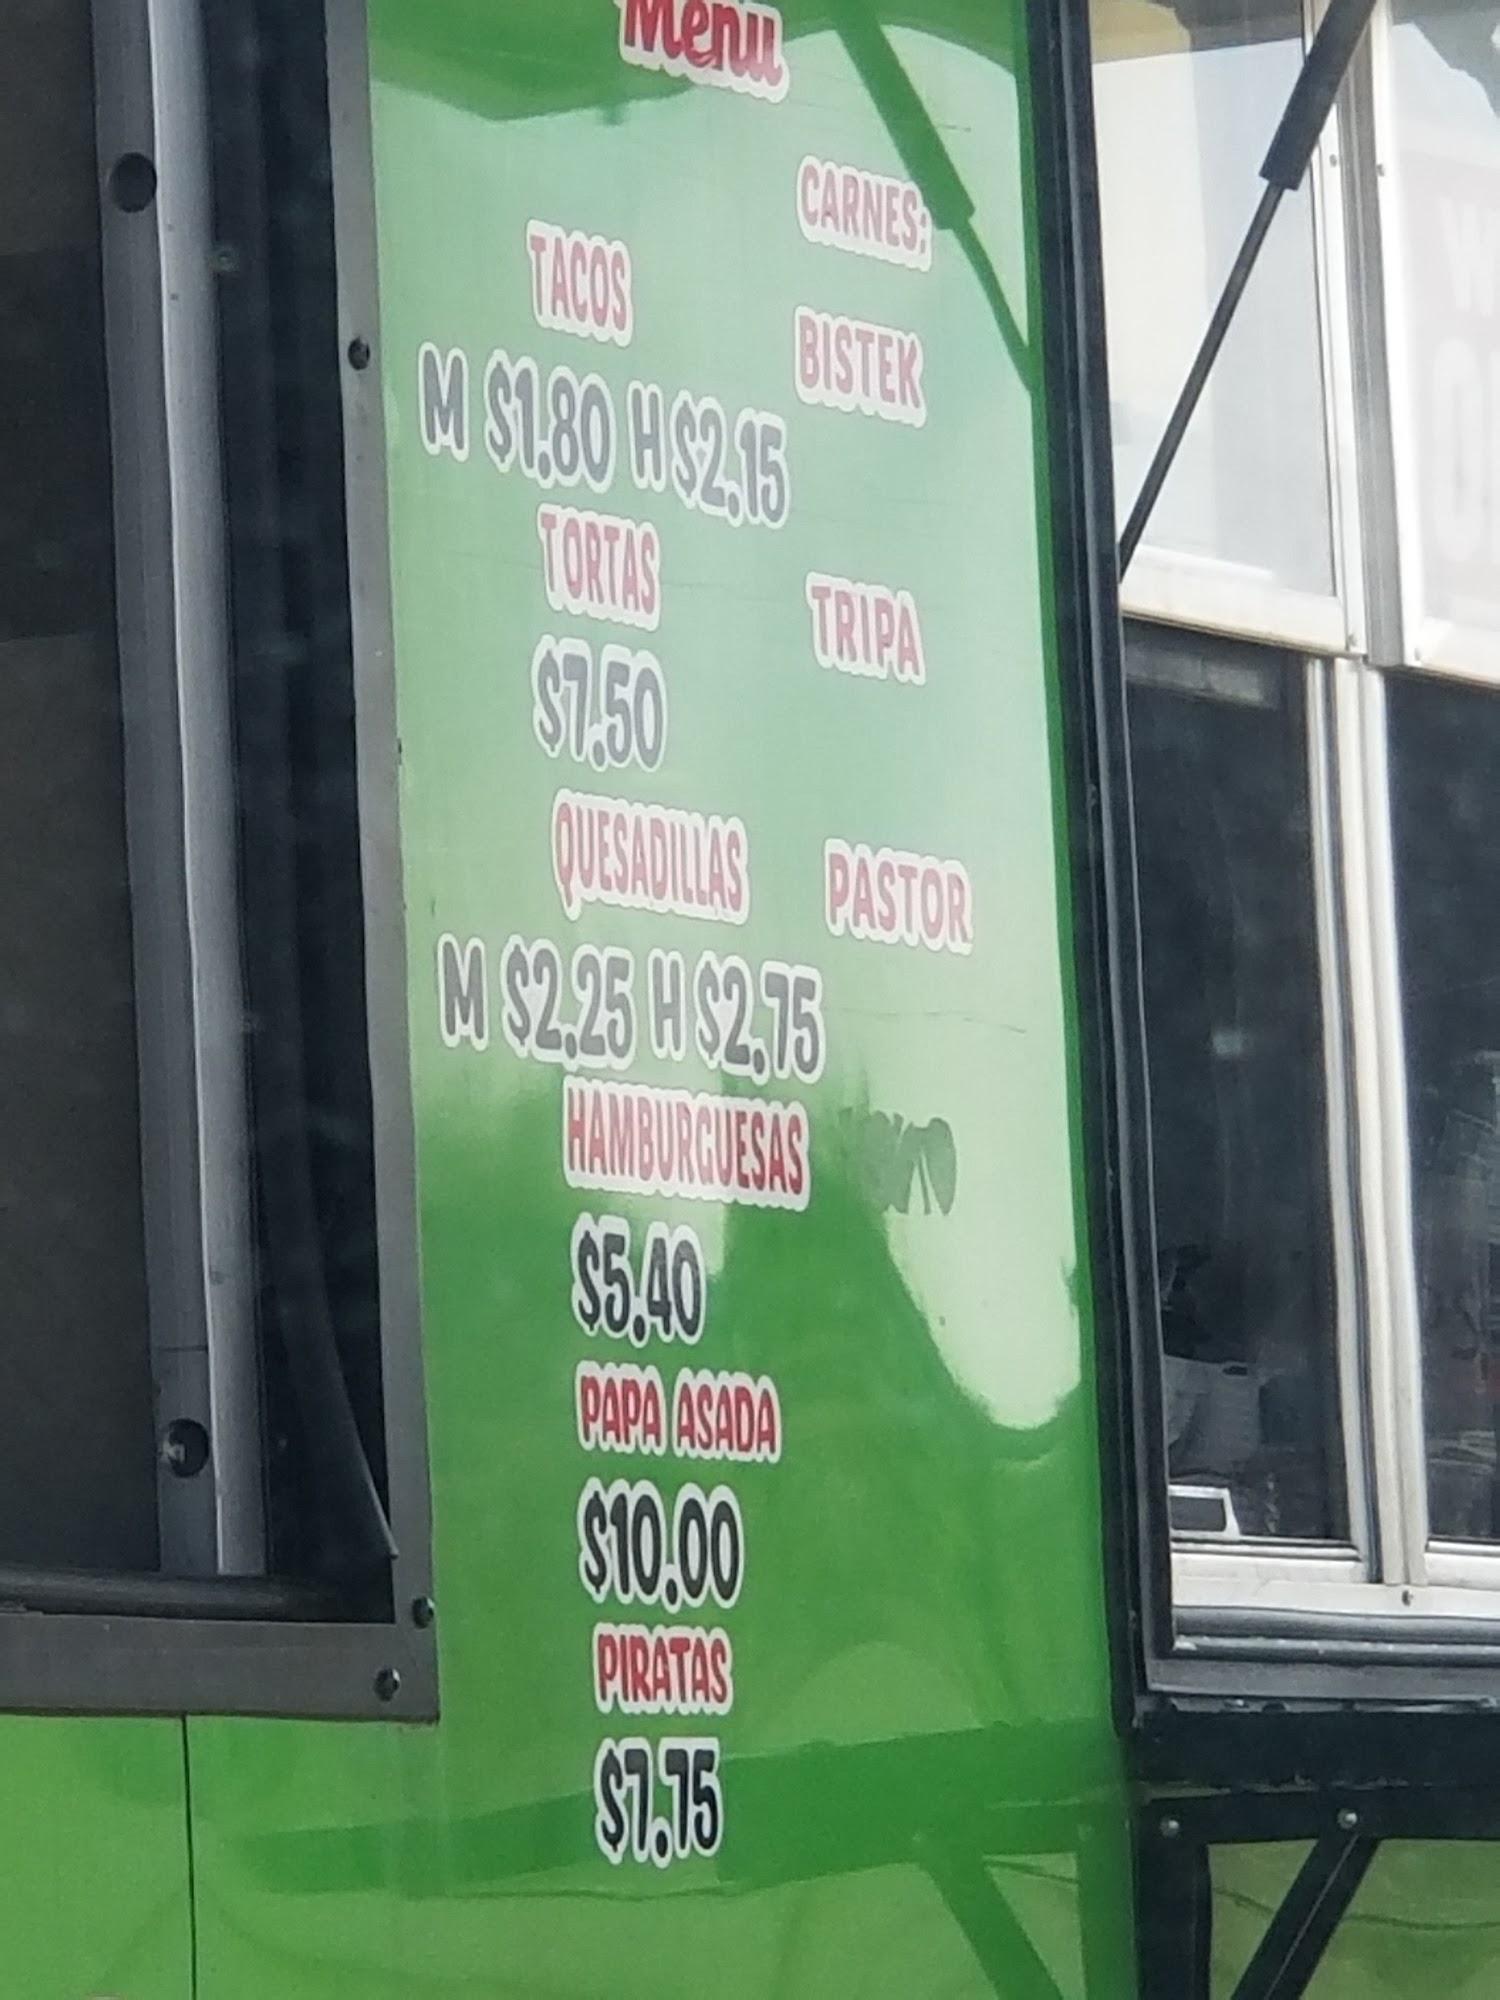 Menu
TACOS
M $1.80 H $2.15
TORTAS
$7.50
QUESADILLAS
M $2.25 H $2.75
HAMBURGUESAS
$5.40
PAPA ASADA
$10.00
PIRATAS
$7.75
CARNES:
BISTEK
TRIPA
PASTOR